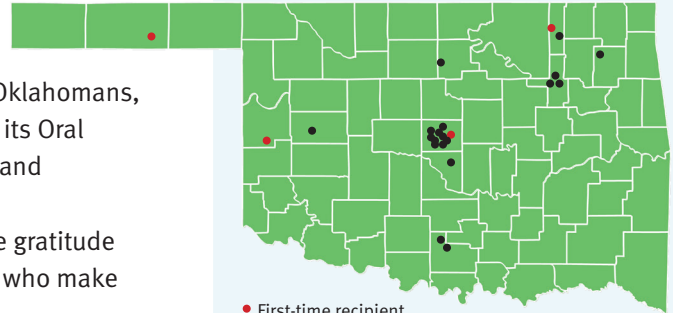 Oklahomans,
its Oral
and
e gratitude
who make
First-time recipient